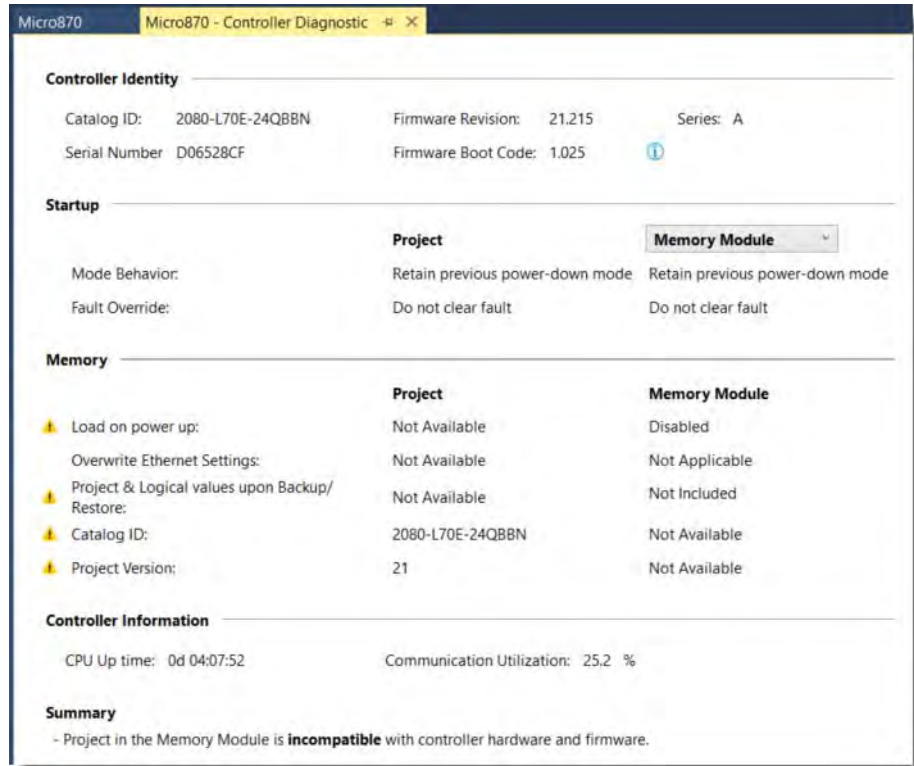 Micro870 Micro870 - Controller Diagnostic
Controller Identity
Catalog ID: 2080-L70E-24QBBN Firmware Revision: 21.215 Series: A
Serial Number D06528CF Firmware Boot Code: 1.025
Startup
Project Memory Module
Mode Behavior: Retain previous power-down mode Retain previous power-down mode
Fault Override: Do not clear fault Do not clear fault
Memory
Project Memory Module
Load on power up: Not Available Disabled
Overwrite Ethernet Settings: Not Available Not Applicable
Project & Logical values upon Backup/
Restore: Not Available Not Included
Catalog ID: 2080-L70E-24QBBN Not Available
Project Version: 21 Not Available
Controller Information
CPU Up time: 0d 04:07:52 Communication Utilization: 25.2 %
Summary
- Project in the Memory Module is incompatible with controller hardware and firmware.